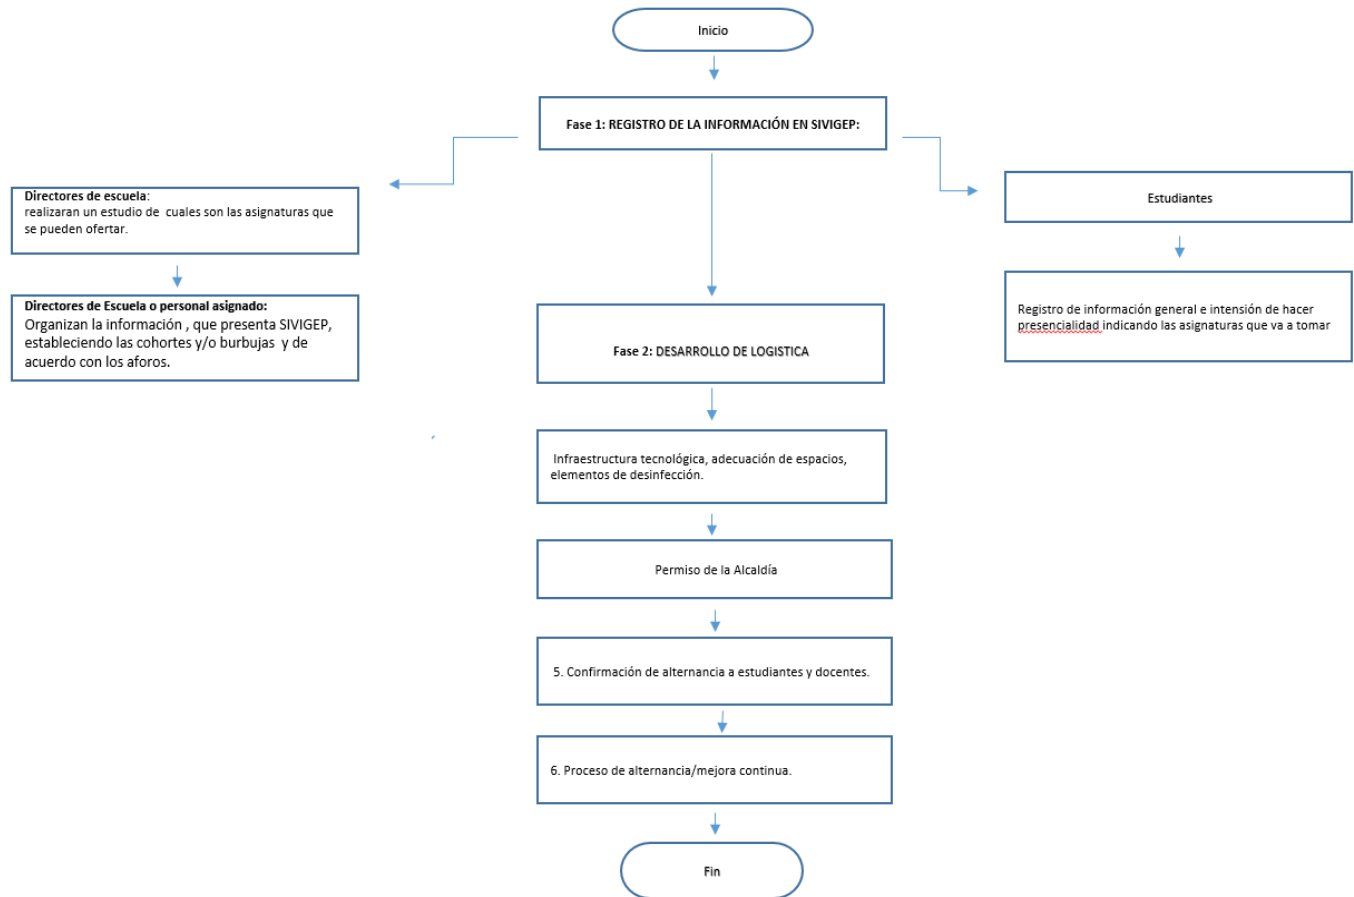 Inicio
Fase 1: REGISTRO DE LA INFORMACIÓN EN SIVIGEP:
Directores de escuela:
realizaran un estudio de cuales son las asignaturas que
se pueden ofertar.
Directores de Escuela o personal asignado:
Organizan la información , que presenta SIVIGEP,
estableciendo las cohortes y/o burbujas y de
acuerdo con los aforos.
Estudiantes
Registro de información general e intensión de hacer
presencialidad indicando las asignaturas que va a tomar
Fase 2: DESARROLLO DE LOGISTICA
Infraestructura tecnológica, adecuación de espacios,
elementos de desinfección.
Permiso de la Alcaldía
5. Confirmación de alternancia a estudiantes y docentes.
6. Proceso de alternancia/mejora continua.
Fin